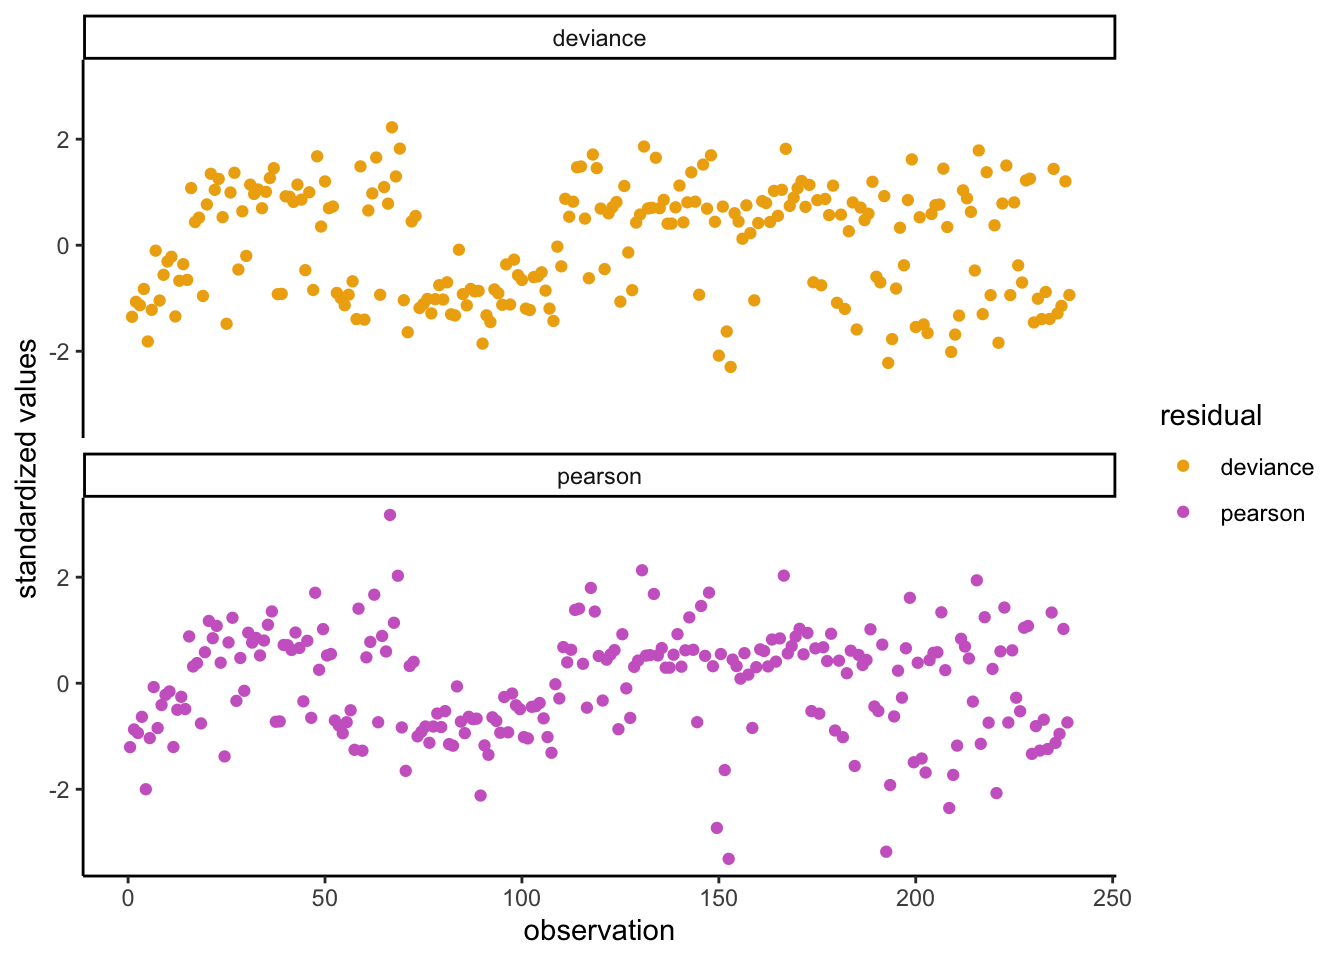 deviance
2
0
-2
pearson
2
0
-2
0 50 100 150 200 250
observation
standardized values
residual
deviance
pearson